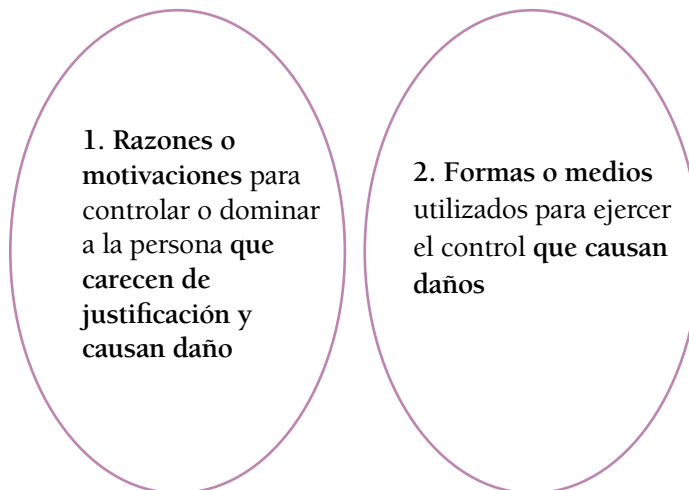 1. Razones o
motivaciones para
controlar o dominar
a la persona que
carecen de
justificación y
causan daño
2. Formas o medios
utilizados para ejercer
el control que causan
daños